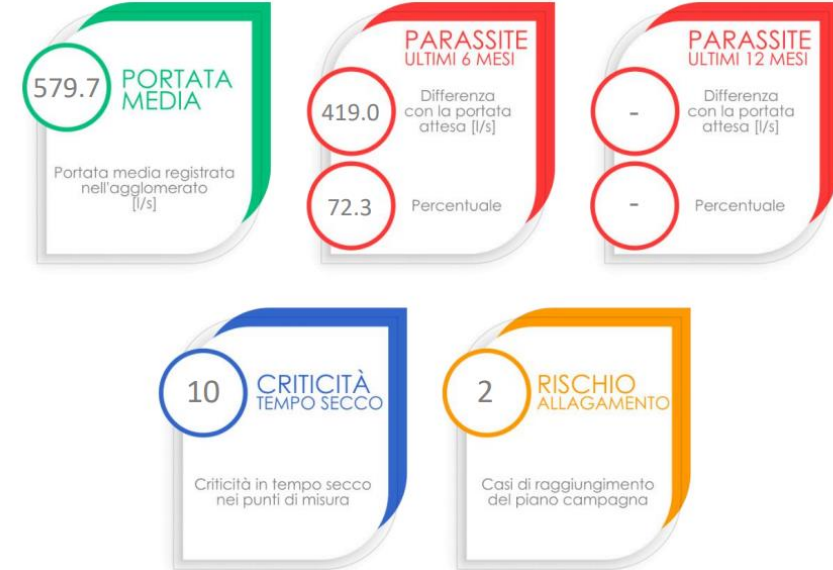 579.7
PORTATA
MEDIA
Portata media registrata
nell'agglomerato
[l/s]
PARASSITE
ULTIMI 6 MESI
419.0
Differenza
con la portata
attesa [l/s]
72.3
Percentuale
PARASSITE
ULTIMI 12 MESI
-
Differenza
con la portata
attesa [l/s]
-
Percentuale
10
CRITICITÀ
TEMPO SECCO
Criticità in tempo secco
nei punti di misura
2
RISCHIO
ALLAGAMENTO
Casi di raggiungimento
del piano campagna